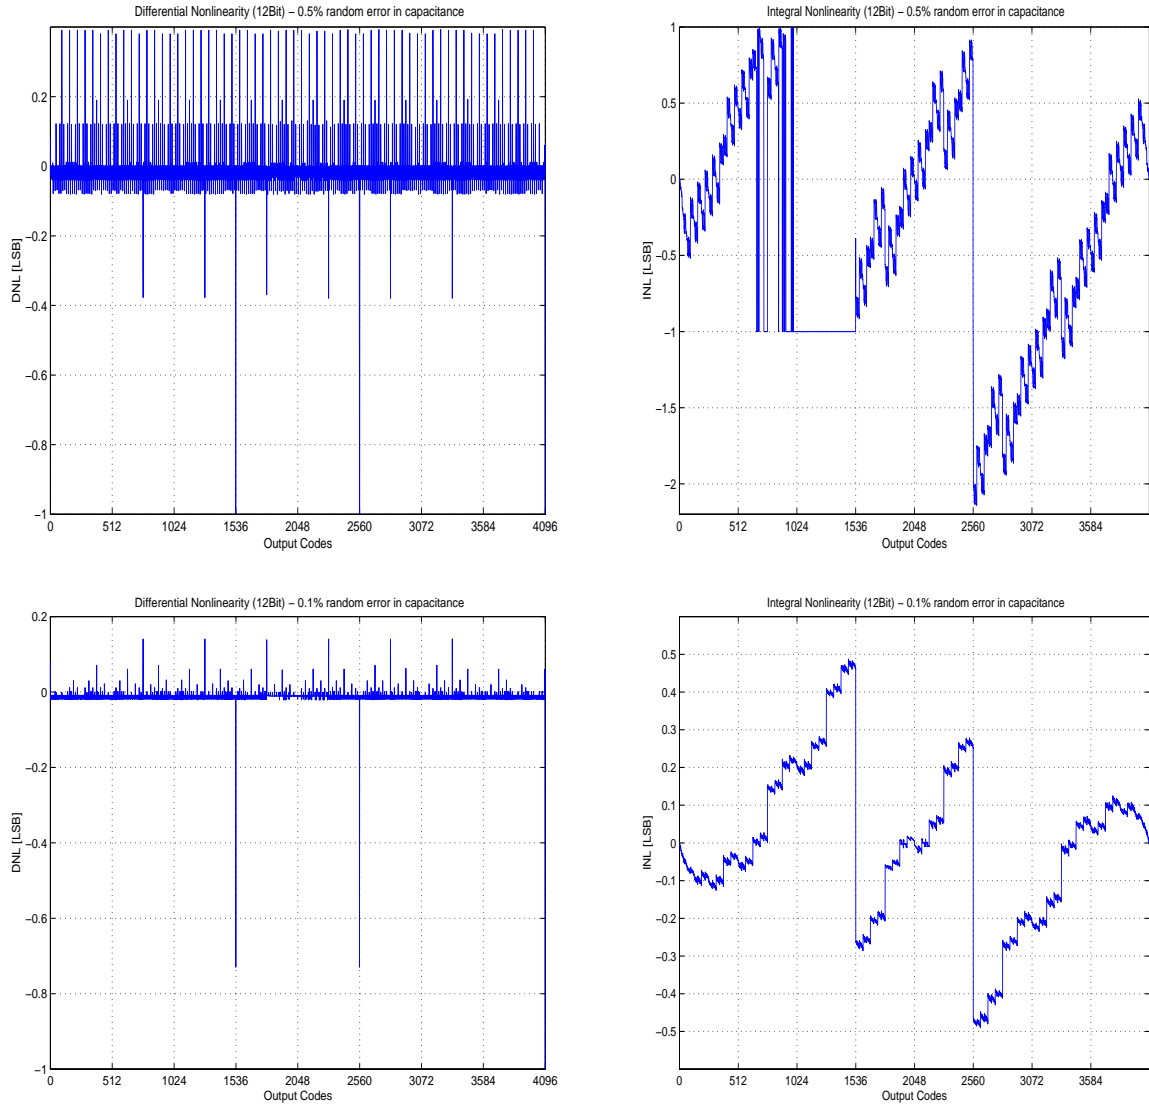 Differential Nonlinearity (12Bit) – 0.5% random error in capacitance
0.2
0
−0.2
−0.4
−0.6
−0.8
−1
DNL [LSB]
0 512 1024 1536 2048 2560 3072 3584 4096
Output Codes
Integral Nonlinearity (12Bit) – 0.5% random error in capacitance
1
0.5
0
−0.5
−1
−1.5
−2
INL [LSB]
0 512 1024 1536 2048 2560 3072 3584
Output Codes
Differential Nonlinearity (12Bit) – 0.1% random error in capacitance
0.2
0
−0.2
−0.4
−0.6
−0.8
−1
DNL [LSB]
0 512 1024 1536 2048 2560 3072 3584 4096
Output Codes
Integral Nonlinearity (12Bit) – 0.1% random error in capacitance
0.5
0.4
0.3
0.2
0.1
0
−0.1
−0.2
−0.3
−0.4
−0.5
INL [LSB]
0 512 1024 1536 2048 2560 3072 3584
Output Codes